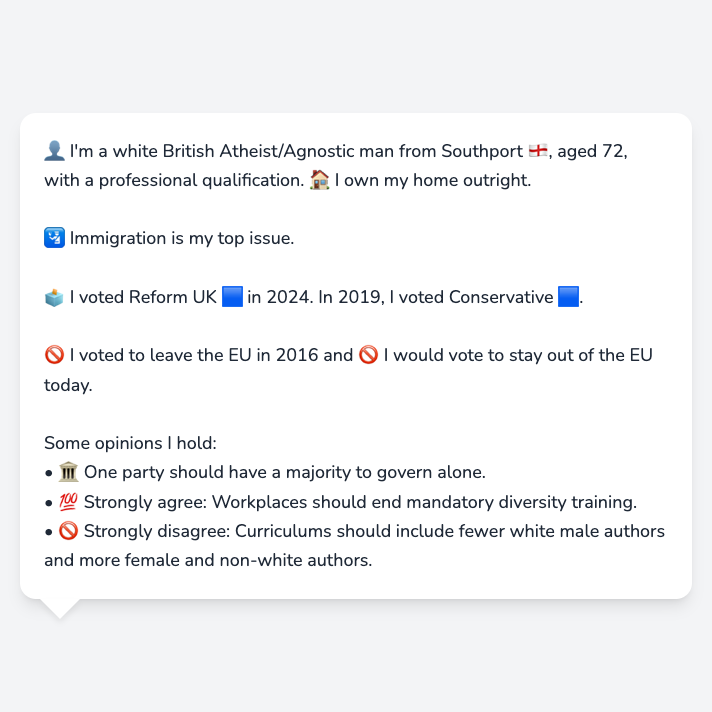 👤 I'm a white British Atheist/Agnostic man from Southport 🏴󠁧󠁢󠁥󠁮󠁧󠁿, aged 72,
with a professional qualification. 🏠 I own my home outright.
🛂 Immigration is my top issue.
🗳️ I voted Reform UK 🟦 in 2024. In 2019, I voted Conservative 🟦.
🚫 I voted to leave the EU in 2016 and 🚫 I would vote to stay out of the EU
today.
Some opinions I hold:
• 🏛️ One party should have a majority to govern alone.
• 💯 Strongly agree: Workplaces should end mandatory diversity training.
• 🚫 Strongly disagree: Curriculums should include fewer white male authors
and more female and non-white authors.